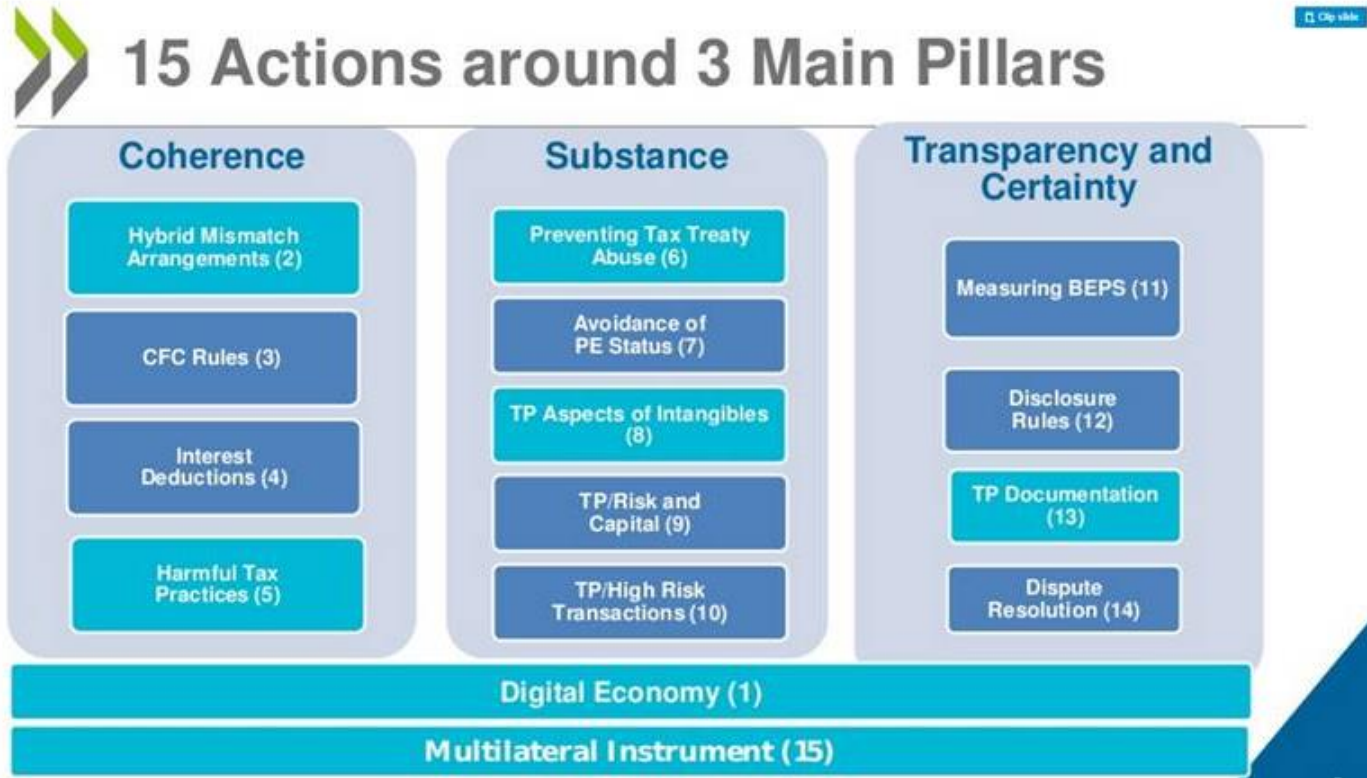 Clip slide
15 Actions around 3 Main Pillars
Coherence
Hybrid Mismatch
Arrangements (2)
CFC Rules (3)
Interest
Deductions (4)
Harmful Tax
Practices (5)
Substance
Preventing Tax Treaty
Abuse (6)
Avoidance of
PE Status (7)
TP Aspects of Intangibles
(8)
TP/Risk and
Capital (9)
TP/High Risk
Transactions (10)
Transparency and
Certainty
Measuring BEPS (11)
Disclosure
Rules (12)
TP Documentation
(13)
Dispute
Resolution (14)
Digital Economy (1)
Multilateral Instrument (15)